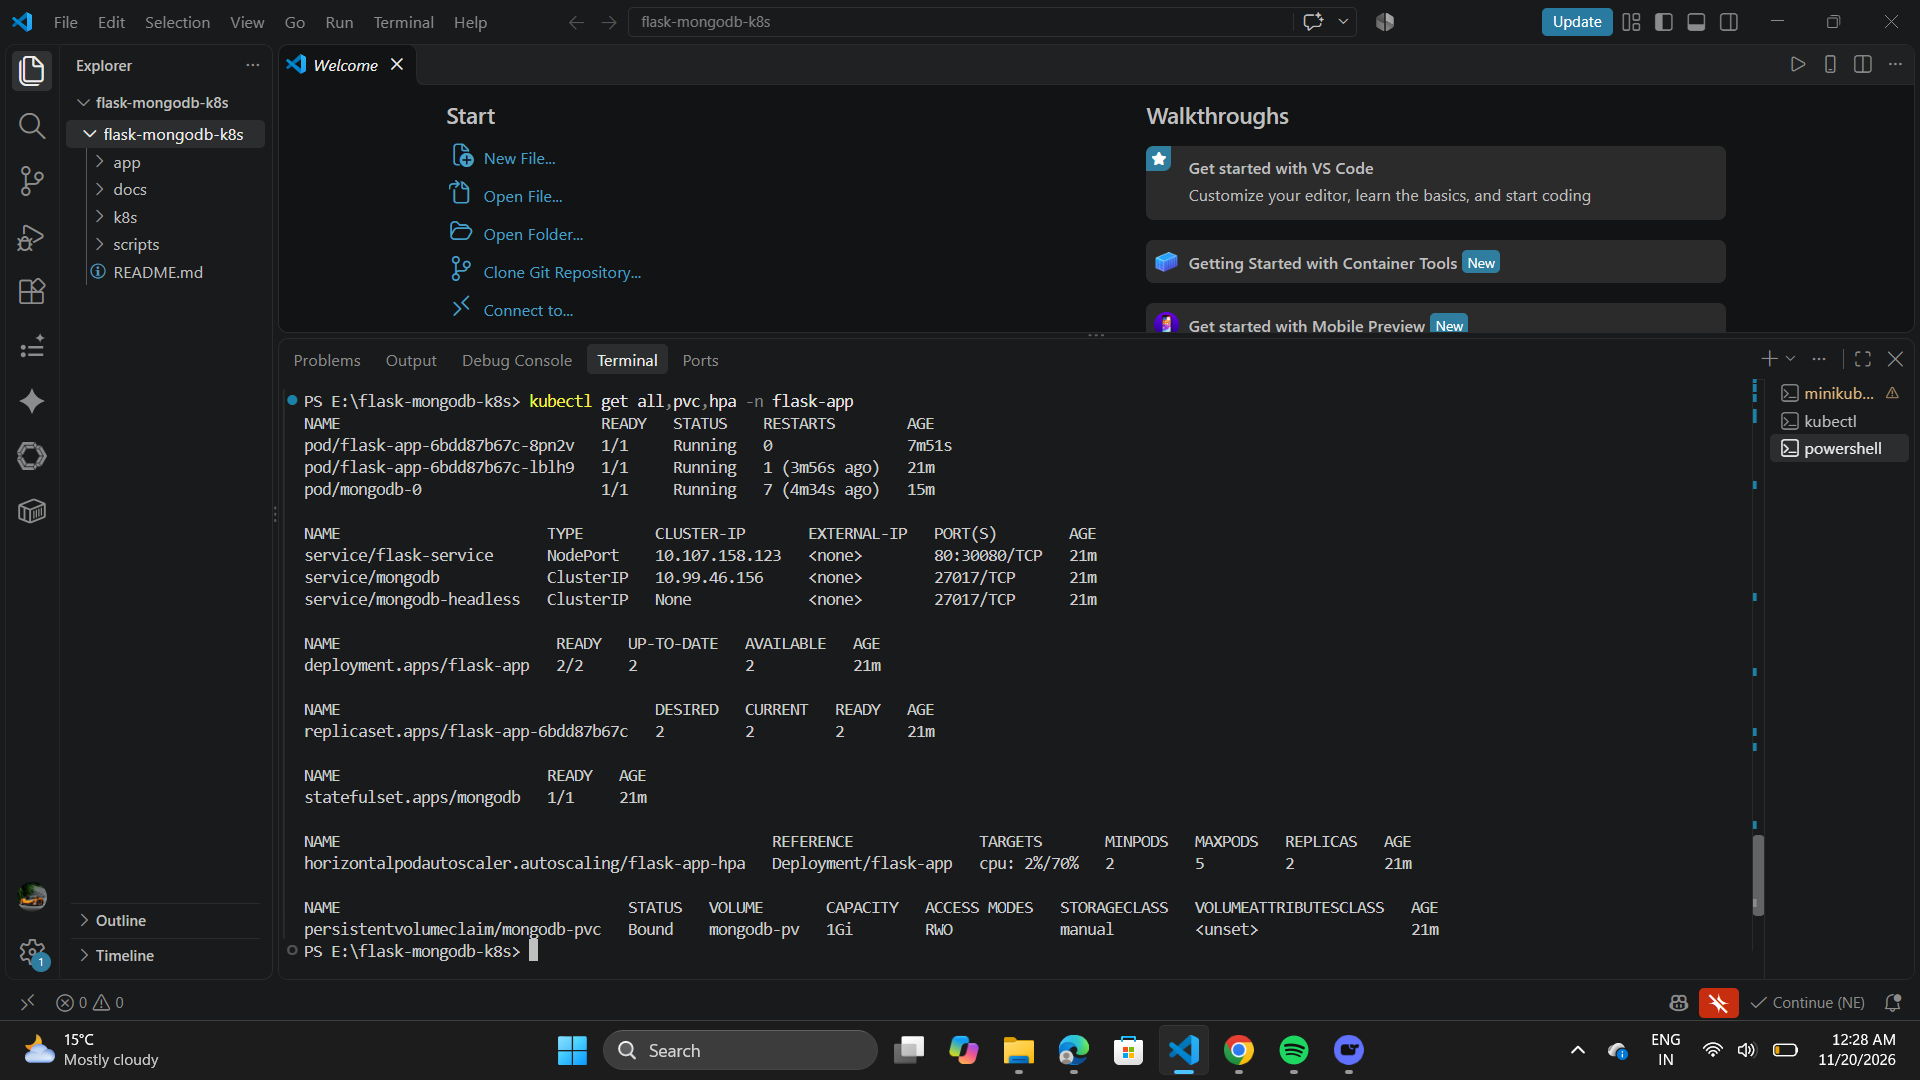 File Edit Selection View Go Run Terminal Help
flask-mongodb-k8s
Update
Explorer
flask-mongodb-k8s
flask-mongodb-k8s
app
docs
k8s
scripts
README.md
Outline
Timeline
Welcome
Start
New File...
Open File...
Open Folder...
Clone Git Repository...
Connect to...
Walkthroughs
Get started with VS Code
Customize your editor, learn the basics, and start coding
Getting Started with Container Tools New
Get started with Mobile Preview New
Problems Output Debug Console Terminal Ports
PS E:\flask-mongodb-k8s> kubectl get all,pvc,hpa -n flask-app
NAME READY STATUS RESTARTS AGE
pod/flask-app-6bdd87b67c-8pn2v 1/1 Running 0 7m51s
pod/flask-app-6bdd87b67c-lblh9 1/1 Running 1 (3m56s ago) 21m
pod/mongodb-0 1/1 Running 7 (4m34s ago) 15m
NAME TYPE CLUSTER-IP EXTERNAL-IP PORT(S) AGE
service/flask-service NodePort 10.107.158.123 <none> 80:30080/TCP 21m
service/mongodb ClusterIP 10.99.46.156 <none> 27017/TCP 21m
service/mongodb-headless ClusterIP None <none> 27017/TCP 21m
NAME READY UP-TO-DATE AVAILABLE AGE
deployment.apps/flask-app 2/2 2 2 21m
NAME DESIRED CURRENT READY AGE
replicaset.apps/flask-app-6bdd87b67c 2 2 2 21m
NAME READY AGE
statefulset.apps/mongodb 1/1 21m
NAME REFERENCE TARGETS MINPODS MAXPODS REPLICAS AGE
horizontalpodautoscaler.autoscaling/flask-app-hpa Deployment/flask-app cpu: 2%/70% 2 5 2 21m
NAME STATUS VOLUME CAPACITY ACCESS MODES STORAGECLASS VOLUMEATTRIBUTESCLASS AGE
persistentvolumeclaim/mongodb-pvc Bound mongodb-pv 1Gi RWO manual <unset> 21m
PS E:\flask-mongodb-k8s>
minikub...
kubectl
powershell
1
0 0
Continue (NE)
15°C
Mostly cloudy
Search
ENG
IN
12:28 AM
11/20/2026